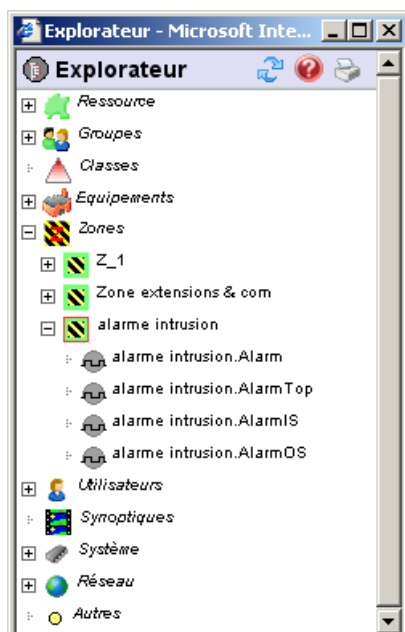 Explorateur - Microsoft Inte...
Explorateur
Ressource
Groupes
Classes
Equipements
Zones
Z_1
Zone extensions & com
alarme intrusion
alarme intrusion.Alarm
alarme intrusion.AlarmTop
alarme intrusion.AlarmIS
alarme intrusion.AlarmOS
Utilisateurs
Synoptiques
Système
Réseau
Autres